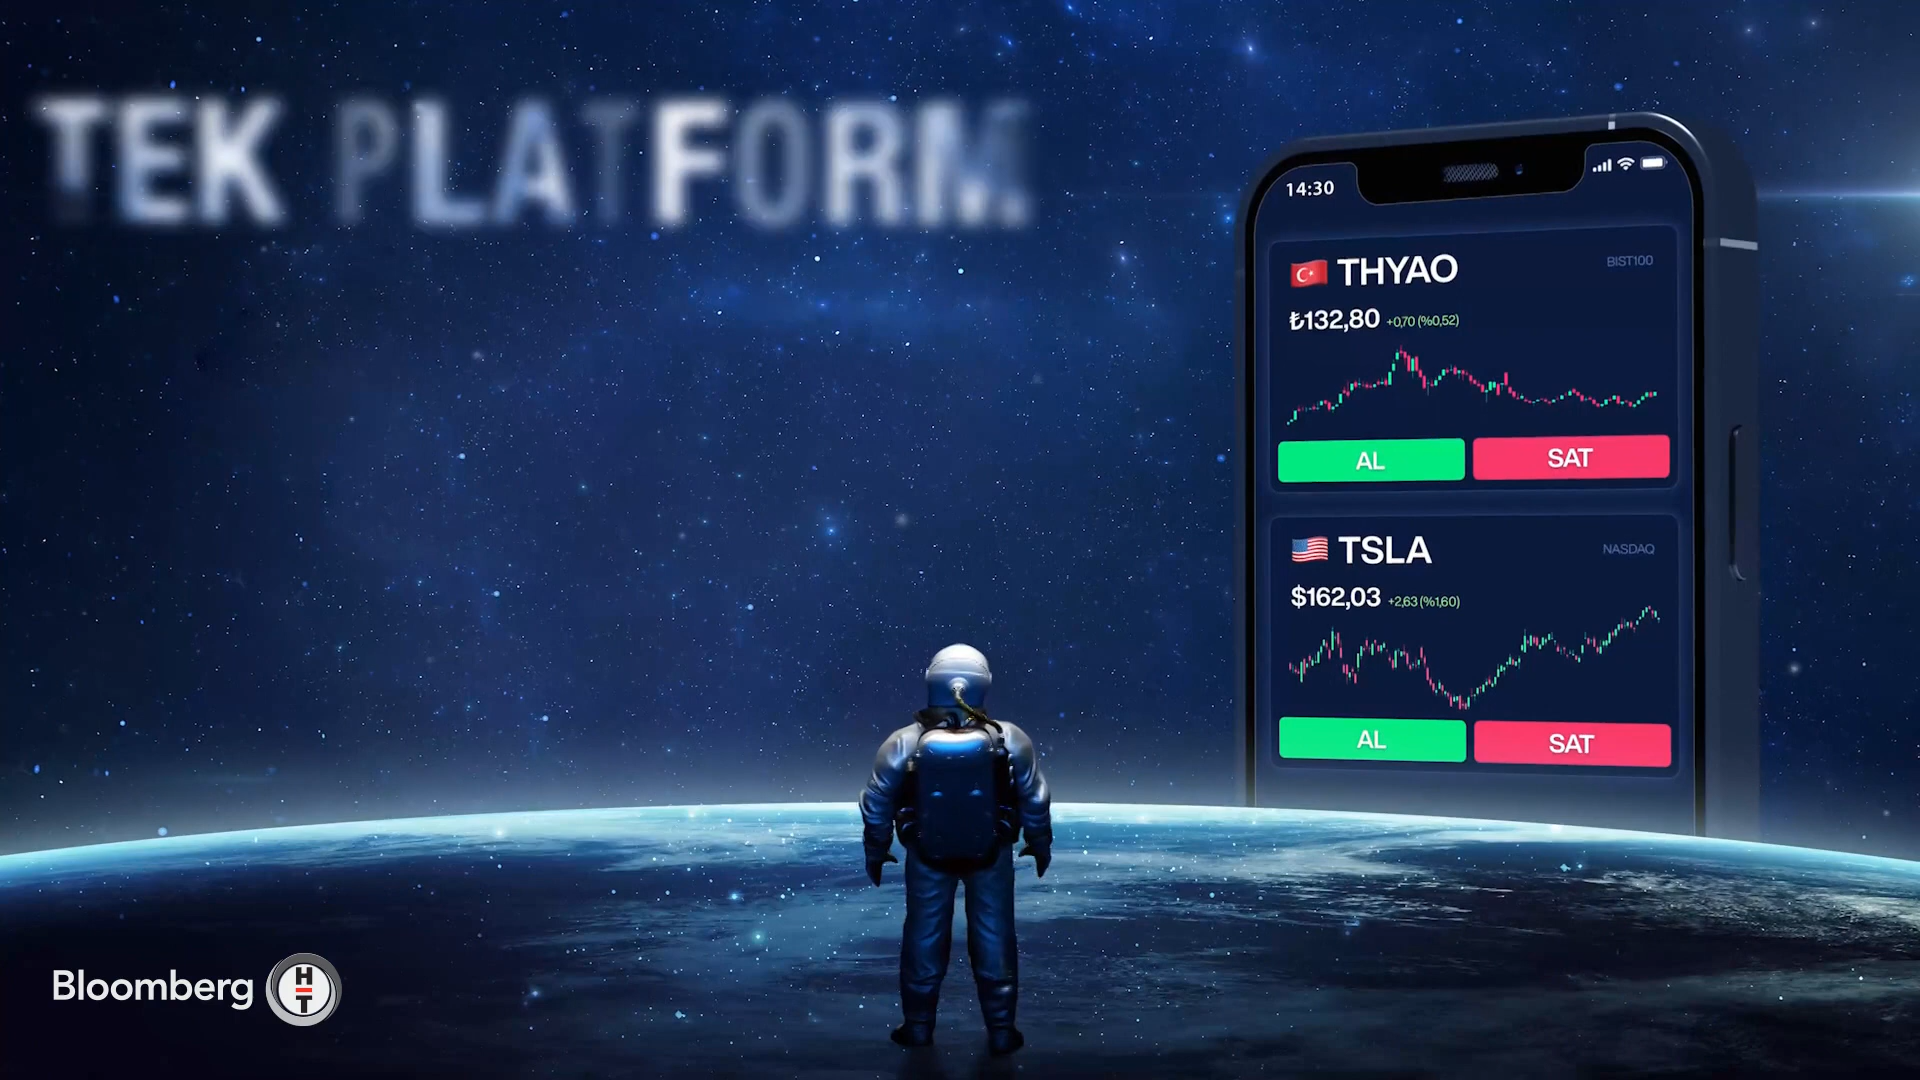 TEK PLATFORM
14:30
THYAO
BIST100
₺132,80 +0,70 (%0,52)
AL SAT
TSLA
NASDAQ
$162,03 +2,63 (%1,60)
AL SAT
Bloomberg HT